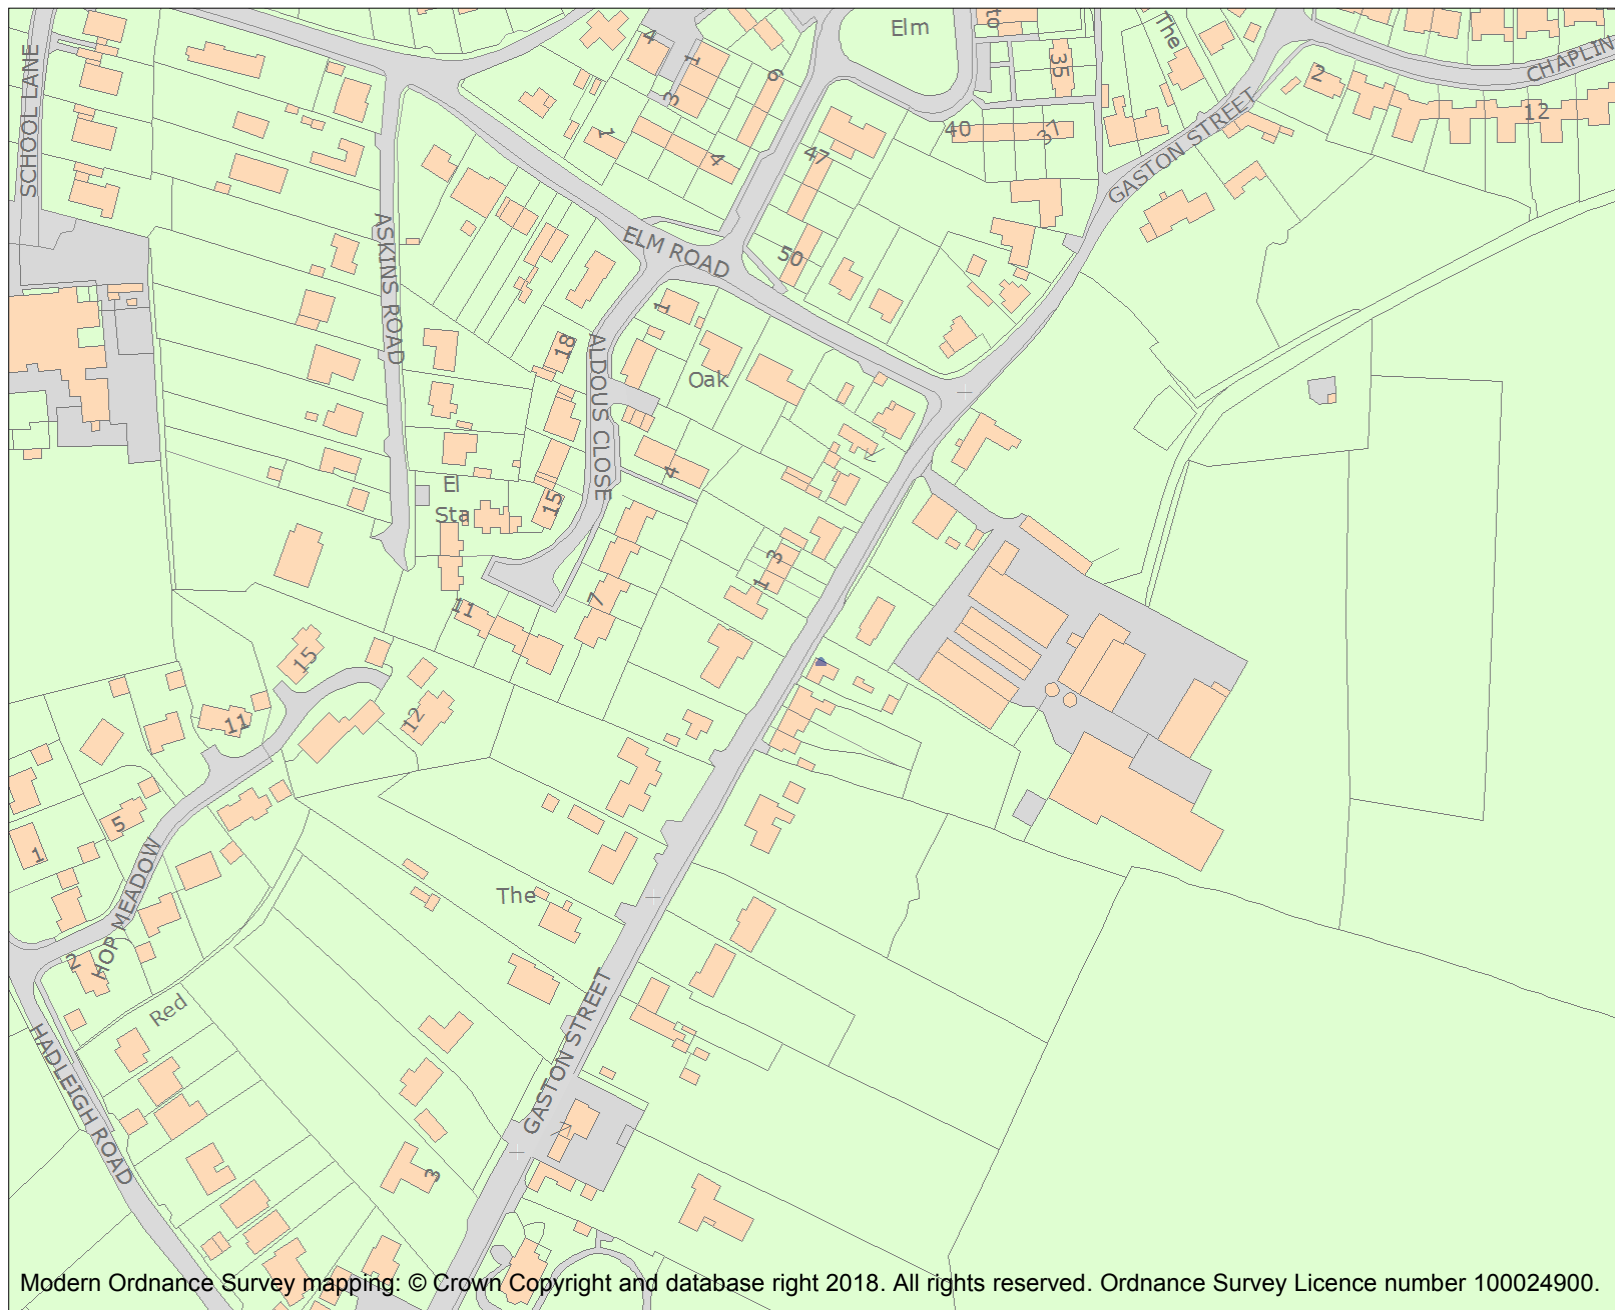 Elm
to
The
SCHOOL LANE
4
1
6
3
35
2
CHAPLIN
12
1
4
47
40
37
GASTON STREET
ASKINS ROAD
ELM ROAD
50
1
18
ALDOUS CLOSE
Oak
4
El
Sta
15
3
1
7
11
15
12
11
5
1
The
HOP MEADOW
2
Red
GASTON STREET
HADLEIGH ROAD
3
Modern Ordnance Survey mapping: © Crown Copyright and database right 2018. All rights reserved. Ordnance Survey Licence number 100024900.